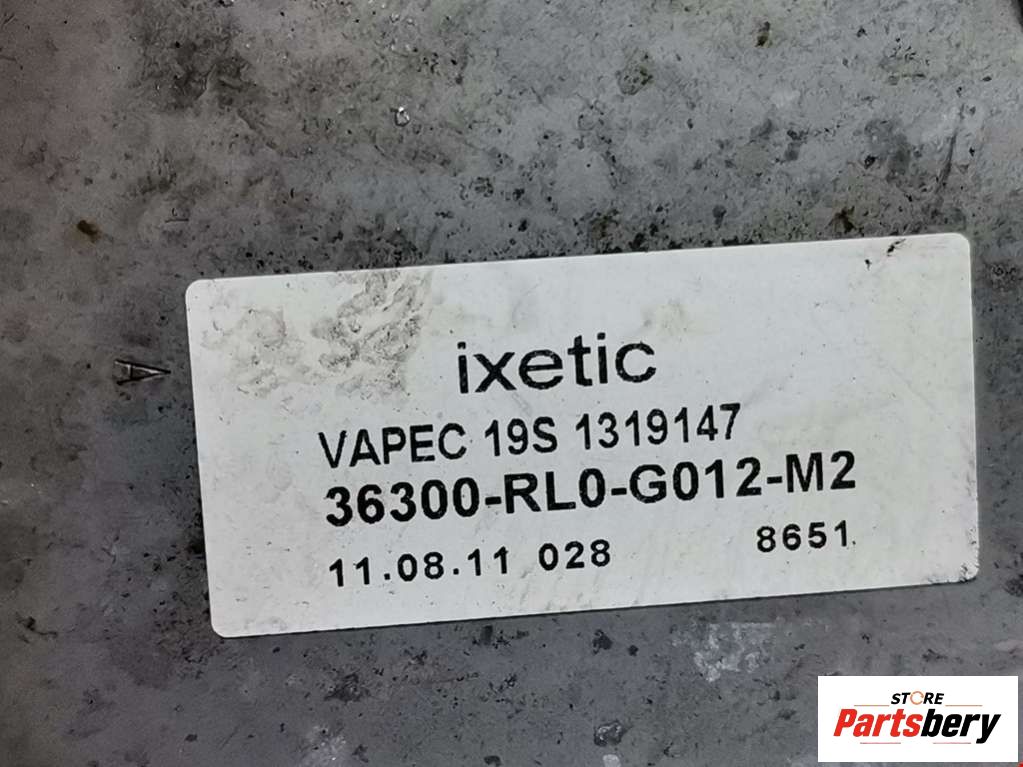 ixetic
VAPEC 19S 1319147
36300-RL0-G012-M2
11.08.11 028 8651
STORE
Partsbery